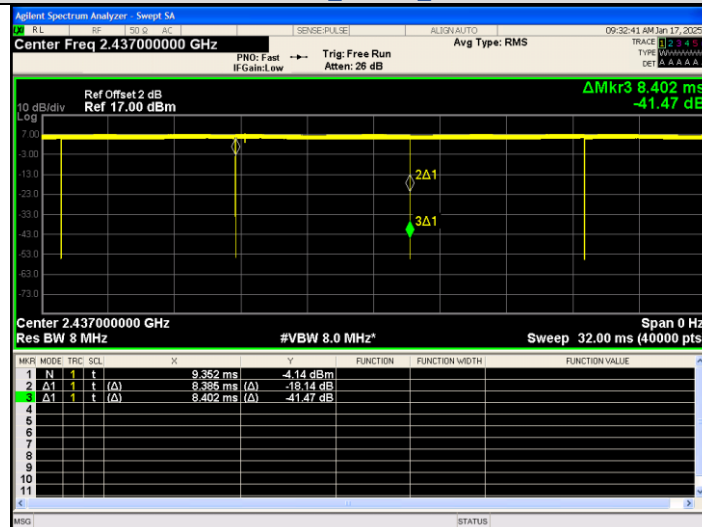 Agilent Spectrum Analyzer - Swept SA
RL RF 50 Ω AC SENSE:PULSE ALIGNAUTO 09:32:41 AM Jan 17, 2025
Center Freq 2.437000000 GHz Avg Type: RMS TRACE 1 2 3 4 5
PNO: Fast Trig: Free Run TYPE
IFGain:Low Atten: 26 dB DET A A A A A
ΔMkr3 8.402 ms
Ref Offset 2 dB
10 dB/div Ref 17.00 dBm -41.47 dB
Log
7.00
1
-3.00
-13.0
2Δ1
-23.0
-33.0
3Δ1
-43.0
-53.0
-63.0
-73.0
Center 2.437000000 GHz Span 0 Hz
Res BW 8 MHz #VBW 8.0 MHz* Sweep 32.00 ms (40000 pts
MKR MODE TRC SCL X Y FUNCTION FUNCTION WIDTH FUNCTION VALUE
1 N 1 t 9.352 ms -4.14 dBm
2 Δ1 1 t (Δ) 8.385 ms (Δ) -18.14 dB
3 Δ1 1 t (Δ) 8.402 ms (Δ) -41.47 dB
4
5
6
7
8
9
10
11
MSG STATUS